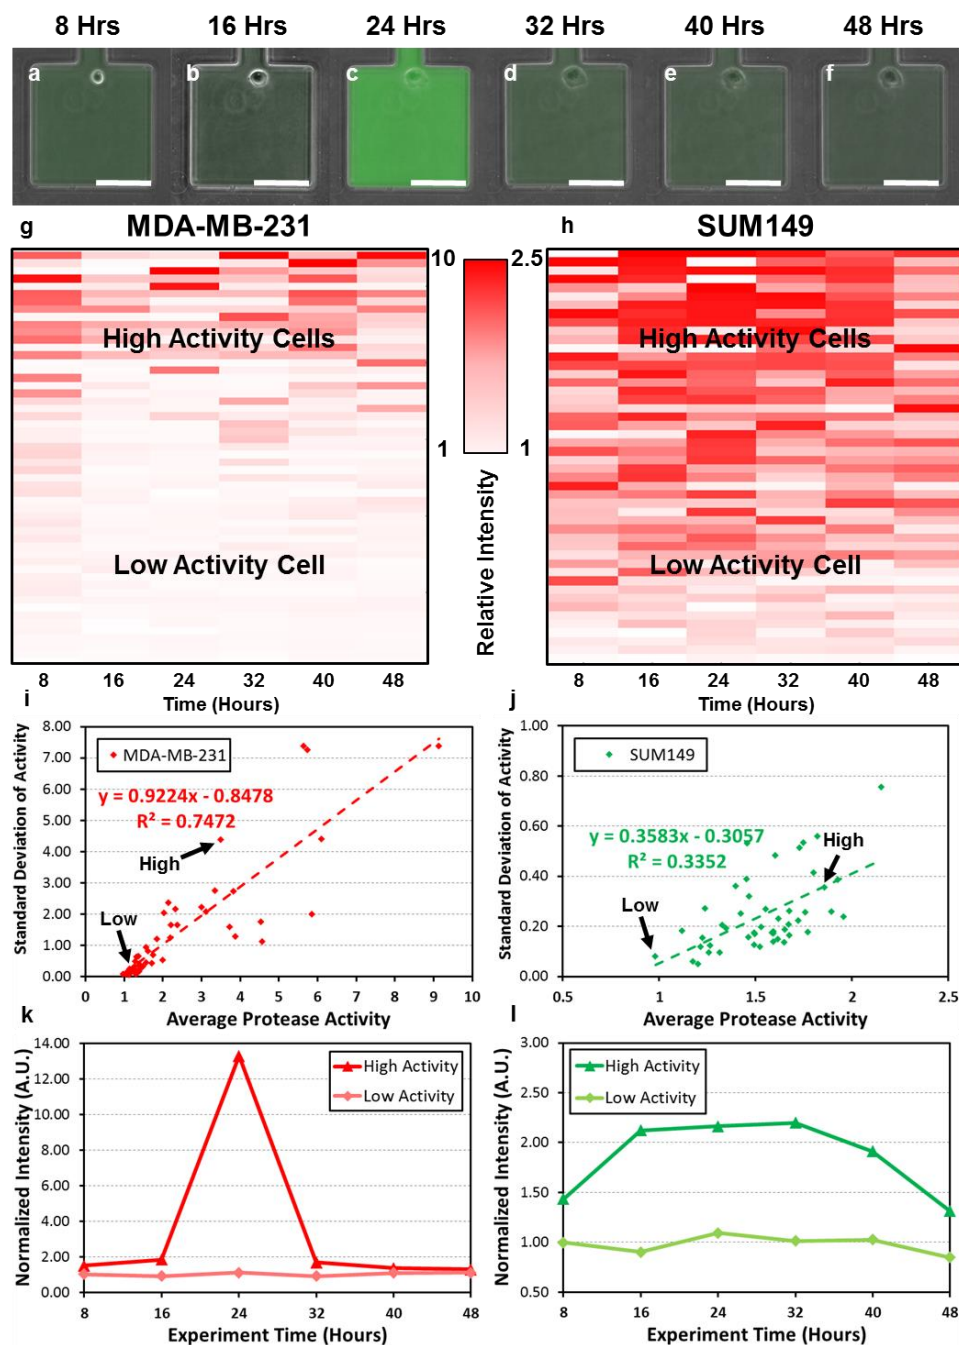 8 Hrs 16 Hrs 24 Hrs 32 Hrs 40 Hrs 48 Hrs
a b c d e f
g MDA-MB-231 h SUM149
10 2.5
High Activity Cells High Activity Cells
1 1
Relative Intensity
Low Activity Cell Low Activity Cell
8 16 24 32 40 48 8 16 24 32 40 48
Time (Hours) Time (Hours)
i
Standard Deviation of Activity
8.00
7.00
6.00
5.00
4.00
3.00
2.00
1.00
0.00
MDA-MB-231
y = 0.9224x - 0.8478
R² = 0.7472
High
Low
0 1 2 3 4 5 6 7 8 9 10
Average Protease Activity
j
Standard Deviation of Activity
1.00
0.80
0.60
0.40
0.20
0.00
SUM149
y = 0.3583x - 0.3057
R² = 0.3352
High
Low
0.5 1 1.5 2 2.5
Average Protease Activity
k
Normalized Intensity (A.U.)
14.00
12.00
10.00
8.00
6.00
4.00
2.00
0.00
High Activity
Low Activity
8 16 24 32 40 48
Experiment Time (Hours)
l
Normalized Intensity (A.U.)
3.00
2.50
2.00
1.50
1.00
0.50
High Activity
Low Activity
8 16 24 32 40 48
Experiment Time (Hours)